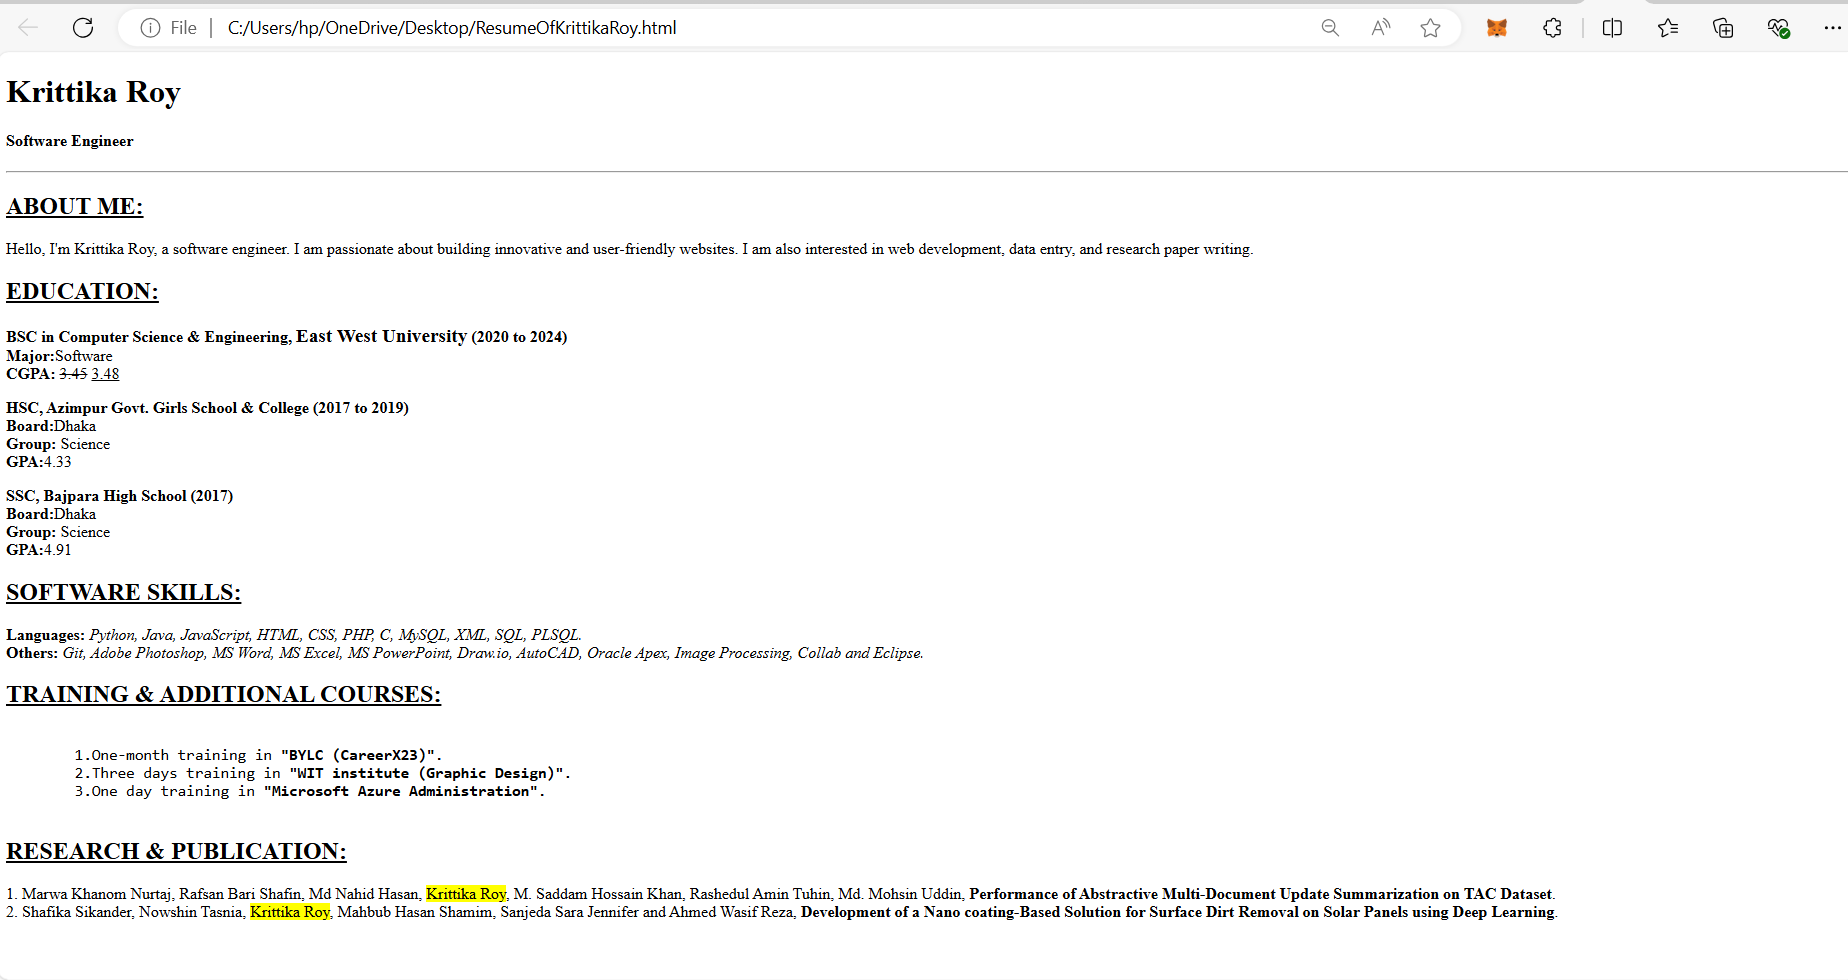 File | C:/Users/hp/OneDrive/Desktop/ResumeOfKrittikaRoy.html
Krittika Roy
Software Engineer
ABOUT ME:
Hello, I'm Krittika Roy, a software engineer. I am passionate about building innovative and user-friendly websites. I am also interested in web development, data entry, and research paper writing.
EDUCATION:
BSC in Computer Science & Engineering, East West University (2020 to 2024)
Major:Software
CGPA: 3.45 3.48
HSC, Azimpur Govt. Girls School & College (2017 to 2019)
Board:Dhaka
Group: Science
GPA:4.33
SSC, Bajpara High School (2017)
Board:Dhaka
Group: Science
GPA:4.91
SOFTWARE SKILLS:
Languages: Python, Java, JavaScript, HTML, CSS, PHP, C, MySQL, XML, SQL, PLSQL.
Others: Git, Adobe Photoshop, MS Word, MS Excel, MS PowerPoint, Draw.io, AutoCAD, Oracle Apex, Image Processing, Collab and Eclipse.
TRAINING & ADDITIONAL COURSES:
1.One-month training in "BYLC (CareerX23)".
2.Three days training in "WIT institute (Graphic Design)".
3.One day training in "Microsoft Azure Administration".
RESEARCH & PUBLICATION:
1. Marwa Khanom Nurtaj, Rafsan Bari Shafin, Md Nahid Hasan, Krittika Roy, M. Saddam Hossain Khan, Rashedul Amin Tuhin, Md. Mohsin Uddin, Performance of Abstractive Multi-Document Update Summarization on TAC Dataset.
2. Shafika Sikander, Nowshin Tasnia, Krittika Roy, Mahbub Hasan Shamim, Sanjeda Sara Jennifer and Ahmed Wasif Reza, Development of a Nano coating-Based Solution for Surface Dirt Removal on Solar Panels using Deep Learning.